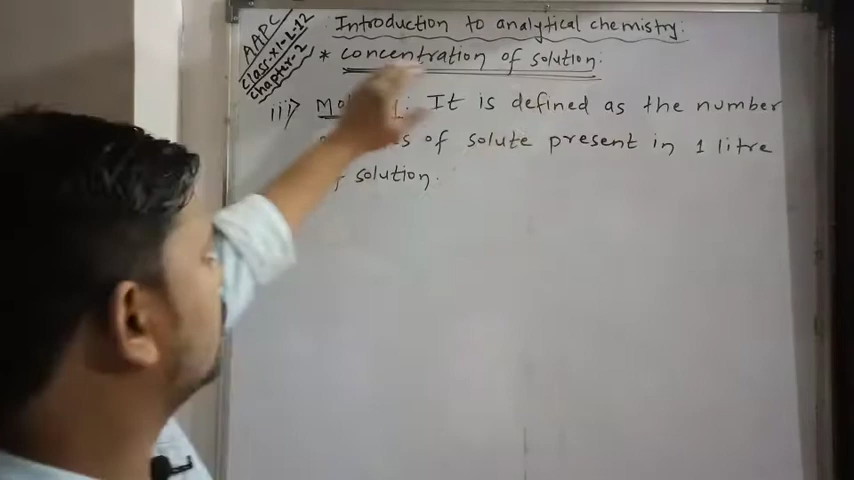 AAPC
Class-XI-L-12
Chapter-2
Introduction to analytical chemistry:
* Concentration of solution:
iii) It is defined as the number
of solute present in 1 litre
solution.